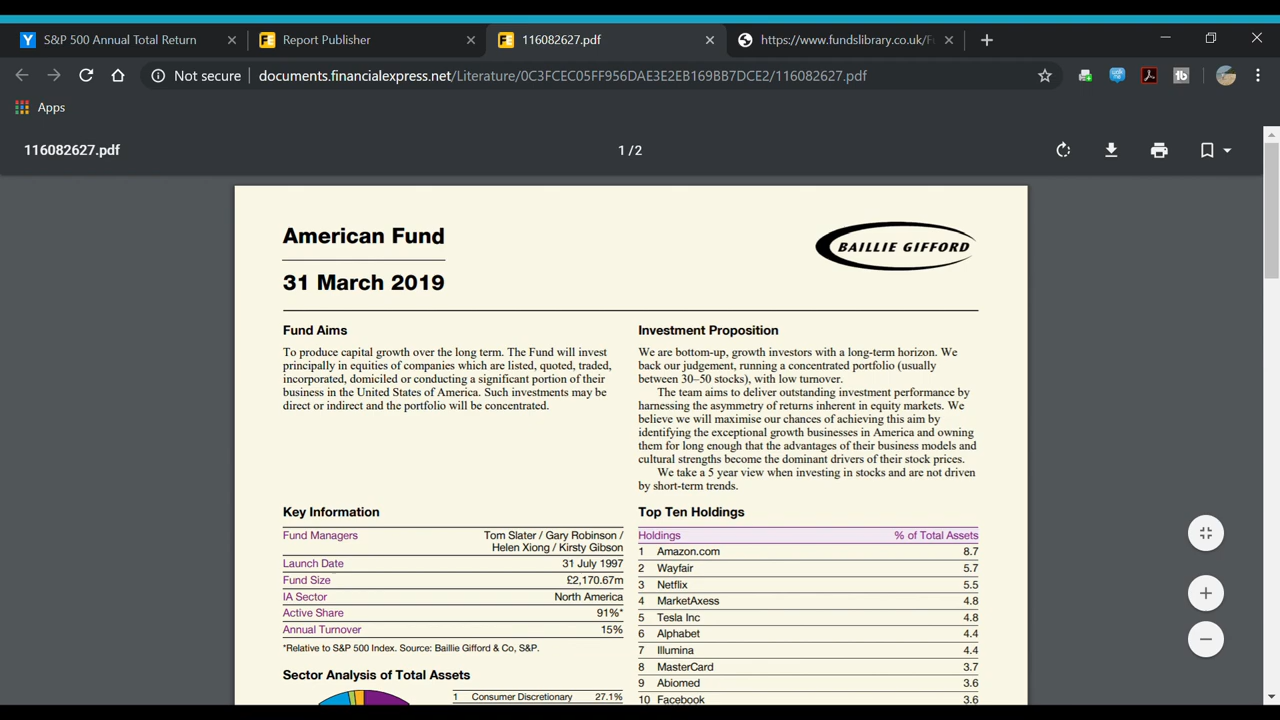 S&P 500 Annual Total Return
Report Publisher
116082627.pdf
https://www.fundslibrary.co.uk/F
Not secure
documents.financialexpress.net/Literature/0C3FCEC05FF956DAE3E2EB169BB7DCE2/116082627.pdf
Apps
116082627.pdf
1 / 2
American Fund
BAILLIE GIFFORD
31 March 2019
Fund Aims
To produce capital growth over the long term. The Fund will invest
principally in equities of companies which are listed, quoted, traded,
incorporated, domiciled or conducting a significant portion of their
business in the United States of America. Such investments may be
direct or indirect and the portfolio will be concentrated.
Investment Proposition
We are bottom-up, growth investors with a long-term horizon. We
back our judgement, running a concentrated portfolio (usually
between 30–50 stocks), with low turnover.
The team aims to deliver outstanding investment performance by
harnessing the asymmetry of returns inherent in equity markets. We
believe we will maximise our chances of achieving this aim by
identifying the exceptional growth businesses in America and owning
them for long enough that the advantages of their business models and
cultural strengths become the dominant drivers of their stock prices.
We take a 5 year view when investing in stocks and are not driven
by short-term trends.
Key Information
Fund Managers Tom Slater / Gary Robinson /
Helen Xiong / Kirsty Gibson
Launch Date 31 July 1997
Fund Size £2,170.67m
IA Sector North America
Active Share 91%*
Annual Turnover 15%
*Relative to S&P 500 Index. Source: Baillie Gifford & Co, S&P.
Sector Analysis of Total Assets
1 Consumer Discretionary 27.1%
Top Ten Holdings
Holdings % of Total Assets
1 Amazon.com 8.7
2 Wayfair 5.7
3 Netflix 5.5
4 MarketAxess 4.8
5 Tesla Inc 4.8
6 Alphabet 4.4
7 Illumina 4.4
8 MasterCard 3.7
9 Abiomed 3.6
10 Facebook 3.6